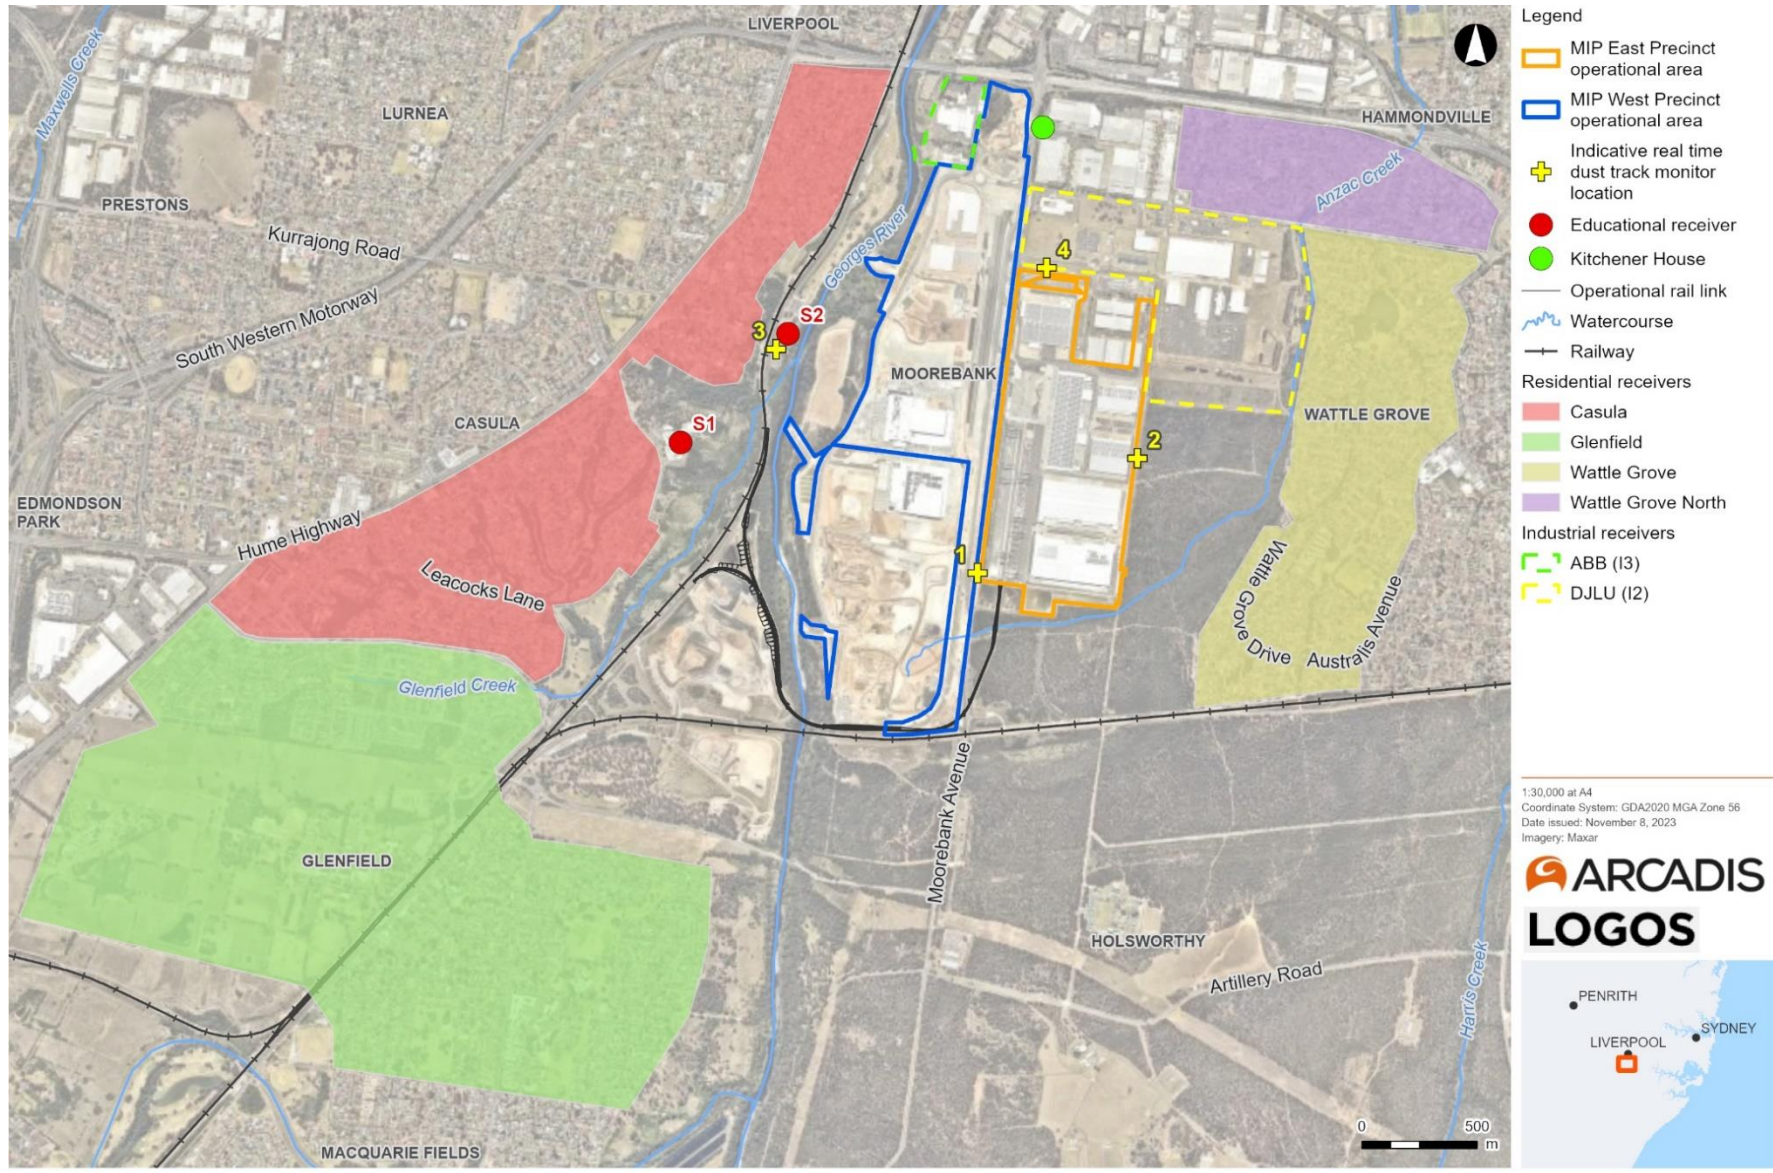 LIVERPOOL
Maxwells Creek
LURNEA
HAMMONDVILLE
Anzac Creek
PRESTONS
Kurrajong Road
Georges River
4
South Western Motorway
S2
3
MOOREBANK
CASULA
S1
WATTLE GROVE
2
EDMONDSON
PARK
Hume Highway
1
Leacocks Lane
Wattle Grove Drive
Australis Avenue
Glenfield Creek
Moorebank Avenue
GLENFIELD
HOLSWORTHY
Artillery Road
Harris Creek
MACQUARIE FIELDS
0 500
m
Legend
MIP East Precinct
operational area
MIP West Precinct
operational area
Indicative real time
dust track monitor
location
Educational receiver
Kitchener House
Operational rail link
Watercourse
Railway
Residential receivers
Casula
Glenfield
Wattle Grove
Wattle Grove North
Industrial receivers
ABB (I3)
DJLU (I2)
1:30,000 at A4
Coordinate System: GDA2020 MGA Zone 56
Date issued: November 8, 2023
Imagery: Maxar
ARCADIS
LOGOS
PENRITH
SYDNEY
LIVERPOOL